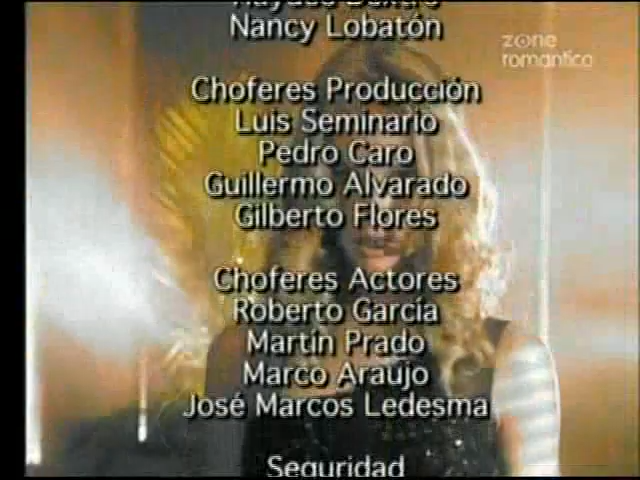 Nancy Lobatón
zone
romantica
Choferes Producción
Luis Seminario
Pedro Caro
Guillermo Alvarado
Gilberto Flores
Choferes Actores
Roberto García
Martín Prado
Marco Araujo
José Marcos Ledesma
Seguridad